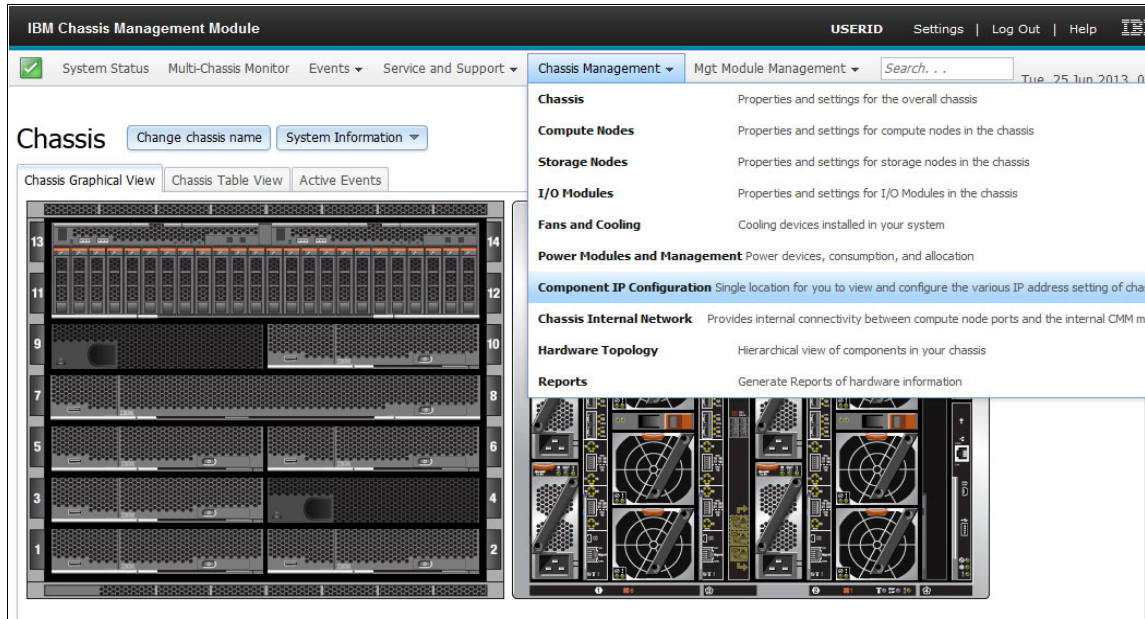 IBM Chassis Management Module
USERID Settings | Log Out | Help IBM
System Status Multi-Chassis Monitor Events Service and Support Chassis Management Mgt Module Management Search. . . Tue, 25 Jun 2013, 0
Chassis Properties and settings for the overall chassis
Compute Nodes Properties and settings for compute nodes in the chassis
Storage Nodes Properties and settings for storage nodes in the chassis
I/O Modules Properties and settings for I/O Modules in the chassis
Fans and Cooling Cooling devices installed in your system
Power Modules and Management Power devices, consumption, and allocation
Component IP Configuration Single location for you to view and configure the various IP address setting of cha
Chassis Internal Network Provides internal connectivity between compute node ports and the internal CMM m
Hardware Topology Hierarchical view of components in your chassis
Reports Generate Reports of hardware information
Chassis Change chassis name System Information
Chassis Graphical View Chassis Table View Active Events
13 14
11 12
9 10
7 8
5 6
3 4
1 2